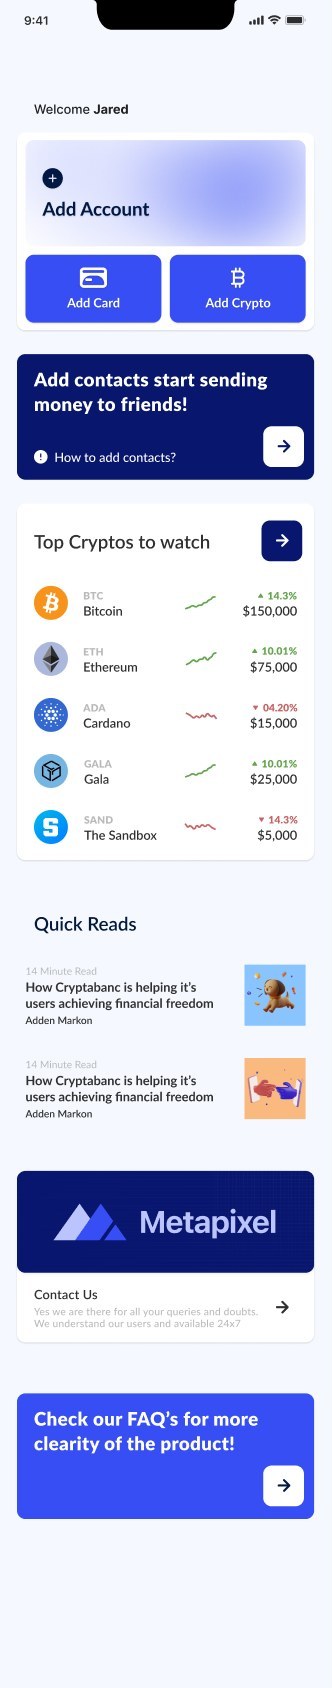 9:41
Welcome Jared
Add Account
Add Card
Add Crypto
Add contacts start sending
money to friends!
How to add contacts?
Top Cryptos to watch
BTC
14.3%
Bitcoin
$150,000
ETH
10.01%
Ethereum
$75,000
ADA
04.20%
Cardano
$15,000
GALA
10.01%
Gala
$25,000
SAND
14.3%
The Sandbox
$5,000
Quick Reads
14 Minute Read
How Cryptabanc is helping it's
users achieving financial freedom
Adden Markon
14 Minute Read
How Cryptabanc is helping it's
users achieving financial freedom
Adden Markon
Metapixel
Contact Us
Yes we are there for all your queries and doubts.
We understand our users and available 24x7
Check our FAQ's for more
clearity of the product!